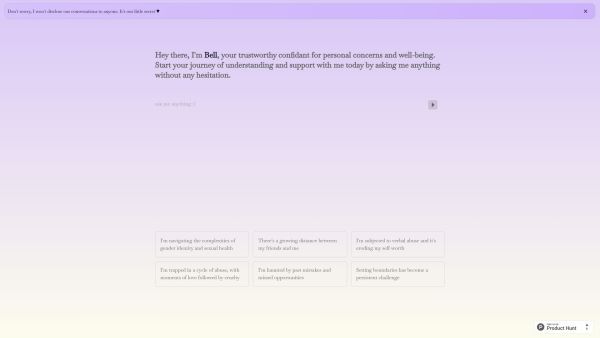 Don't worry, I won't disclose our conversations to anyone. It's our little secret ♥
Hey there, I'm Bell, your trustworthy confidant for personal concerns and well-being.
Start your journey of understanding and support with me today by asking me anything
without any hesitation.
ask me anything :)
I'm navigating the complexities of
gender identity and sexual health
There's a growing distance between
my friends and me
I'm subjected to verbal abuse and it's
eroding my self-worth
I'm trapped in a cycle of abuse, with
moments of love followed by cruelty
I'm haunted by past mistakes and
missed opportunities
Setting boundaries has become a
persistent challenge
Product Hunt